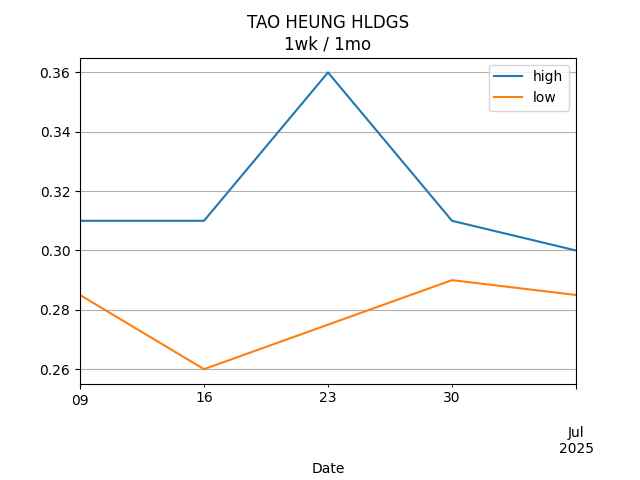 TAO HEUNG HLDGS
1wk / 1mo
high
low
0.36
0.34
0.32
0.30
0.28
0.26
09 16 23 30
Jul
2025
Date